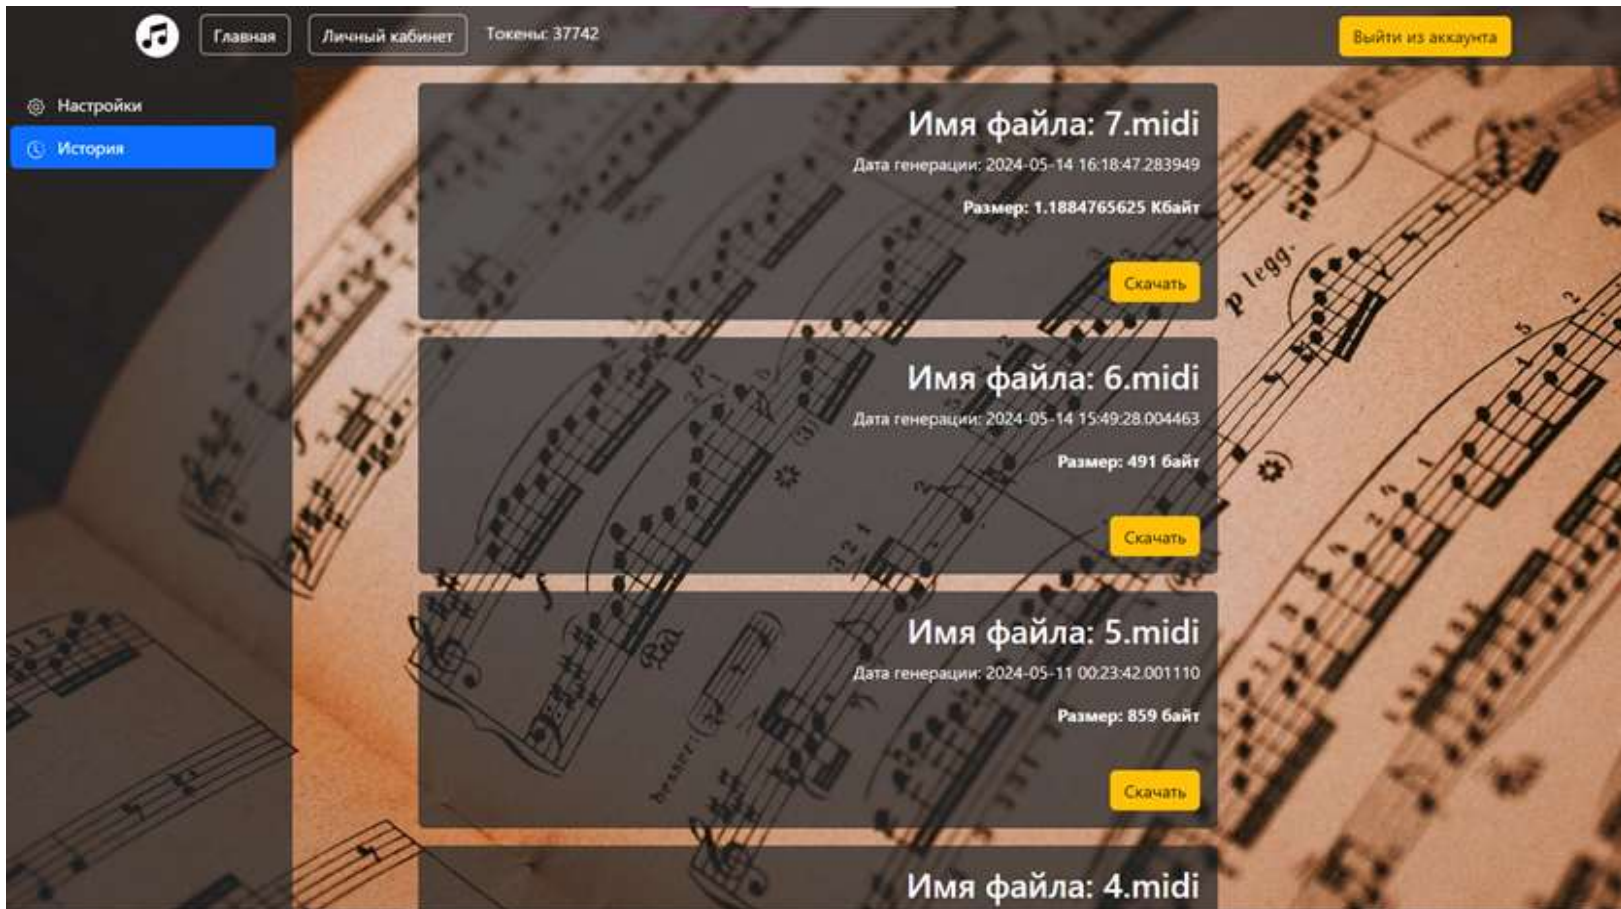 Главная
Личный кабинет
Токены: 37742
Выйти из аккаунта
Настройки
История
Имя файла: 7.midi
Дата генерации: 2024-05-14 16:18:47.283949
Размер: 1.1884765625 Кбайт
Скачать
Имя файла: 6.midi
Дата генерации: 2024-05-14 15:49:28.004463
Размер: 491 байт
Скачать
Имя файла: 5.midi
Дата генерации: 2024-05-11 00:23:42.001110
Размер: 859 байт
Скачать
Имя файла: 4.midi
p legg.